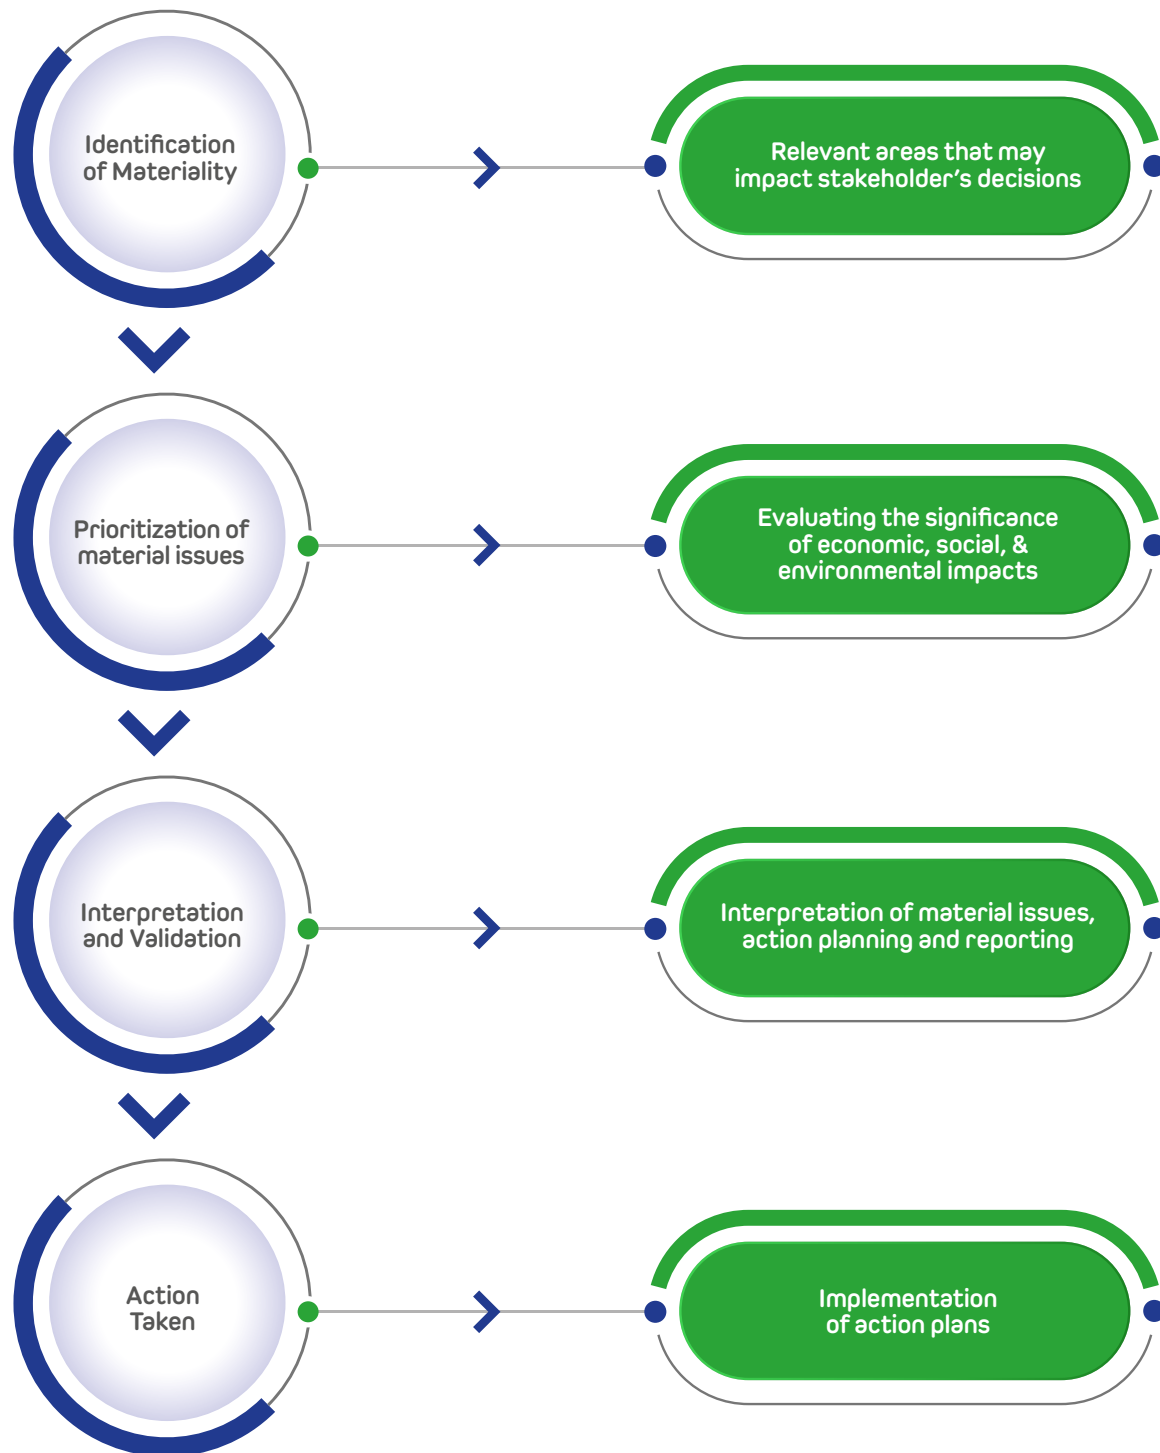 Identification
of Materiality
Relevant areas that may
impact stakeholder's decisions
Prioritization of
material issues
Evaluating the significance
of economic, social, &
environmental impacts
Interpretation
and Validation
Interpretation of material issues,
action planning and reporting
Action
Taken
Implementation
of action plans